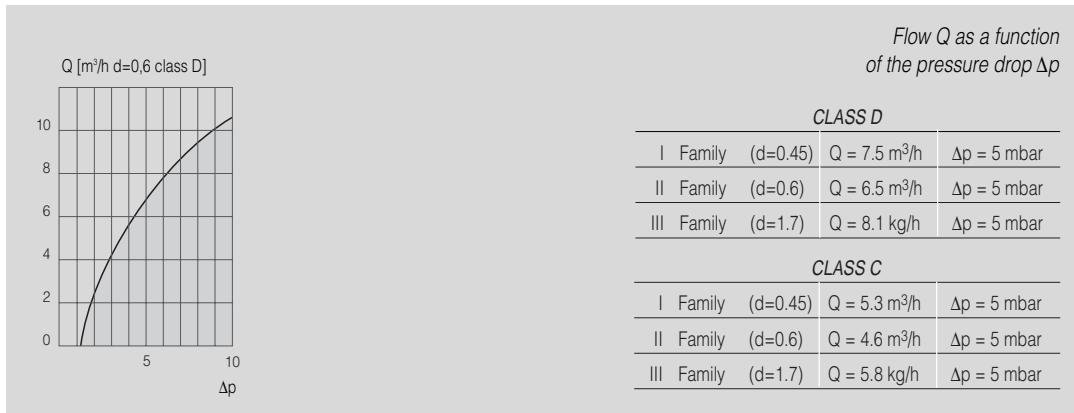 Flow Q as a function
of the pressure drop Δp
Q [m³/h d=0,6 class D]
10
8
6
4
2
0
5 10
Δp
CLASS D
I Family (d=0.45) Q = 7.5 m³/h Δp = 5 mbar
II Family (d=0.6) Q = 6.5 m³/h Δp = 5 mbar
III Family (d=1.7) Q = 8.1 kg/h Δp = 5 mbar
CLASS C
I Family (d=0.45) Q = 5.3 m³/h Δp = 5 mbar
II Family (d=0.6) Q = 4.6 m³/h Δp = 5 mbar
III Family (d=1.7) Q = 5.8 kg/h Δp = 5 mbar